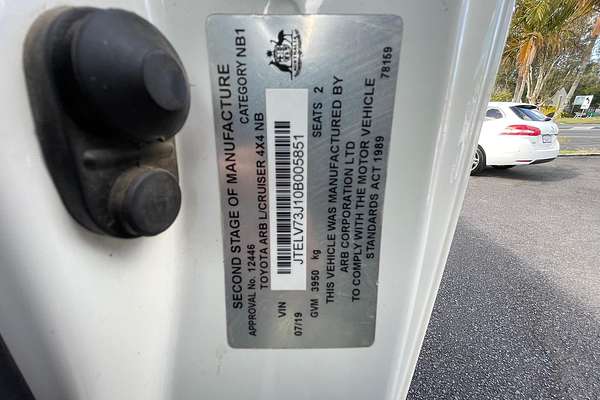 SECOND STAGE OF MANUFACTURE
APPROVAL No. 12446 CATEGORY NB1
TOYOTA ARB L/CRUISER 4X4 NB
VIN JTELV73J10B005851
07/19
GVM 3950 kg SEATS 2
THIS VEHICLE WAS MANUFACTURED BY
ARB CORPORATION LTD
TO COMPLY WITH THE MOTOR VEHICLE
STANDARDS ACT 1989
78159